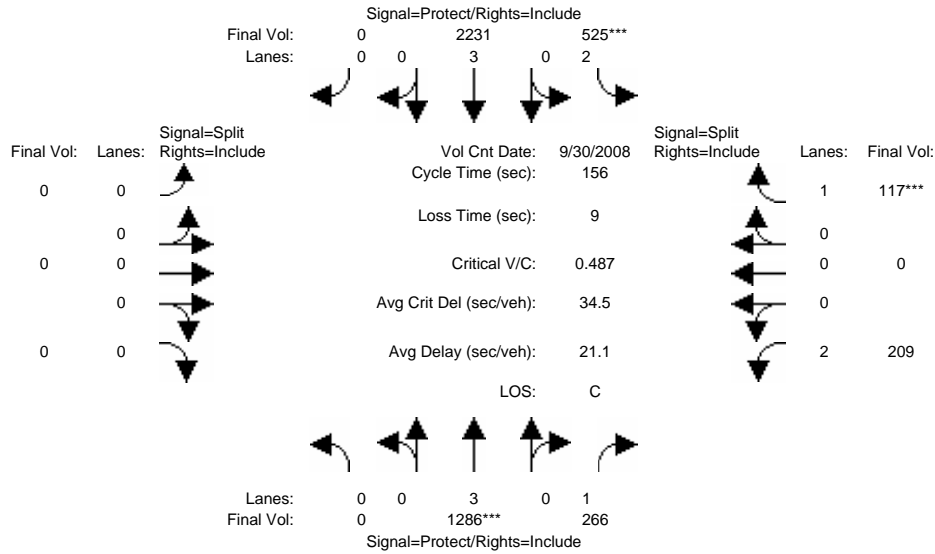 Signal=Protect/Rights=Include
Final Vol: 0 2231 525***
Lanes: 0 0 3 0 2
Signal=Split Signal=Split
Final Vol: Lanes: Rights=Include Vol Cnt Date: 9/30/2008 Rights=Include Lanes: Final Vol:
Cycle Time (sec): 156
0 0 1 117***
Loss Time (sec): 9
0 0
0 0 Critical V/C: 0.487 0 0
0 Avg Crit Del (sec/veh): 34.5 0
0 0 Avg Delay (sec/veh): 21.1 2 209
LOS: C
Lanes: 0 0 3 0 1
Final Vol: 0 1286*** 266
Signal=Protect/Rights=Include